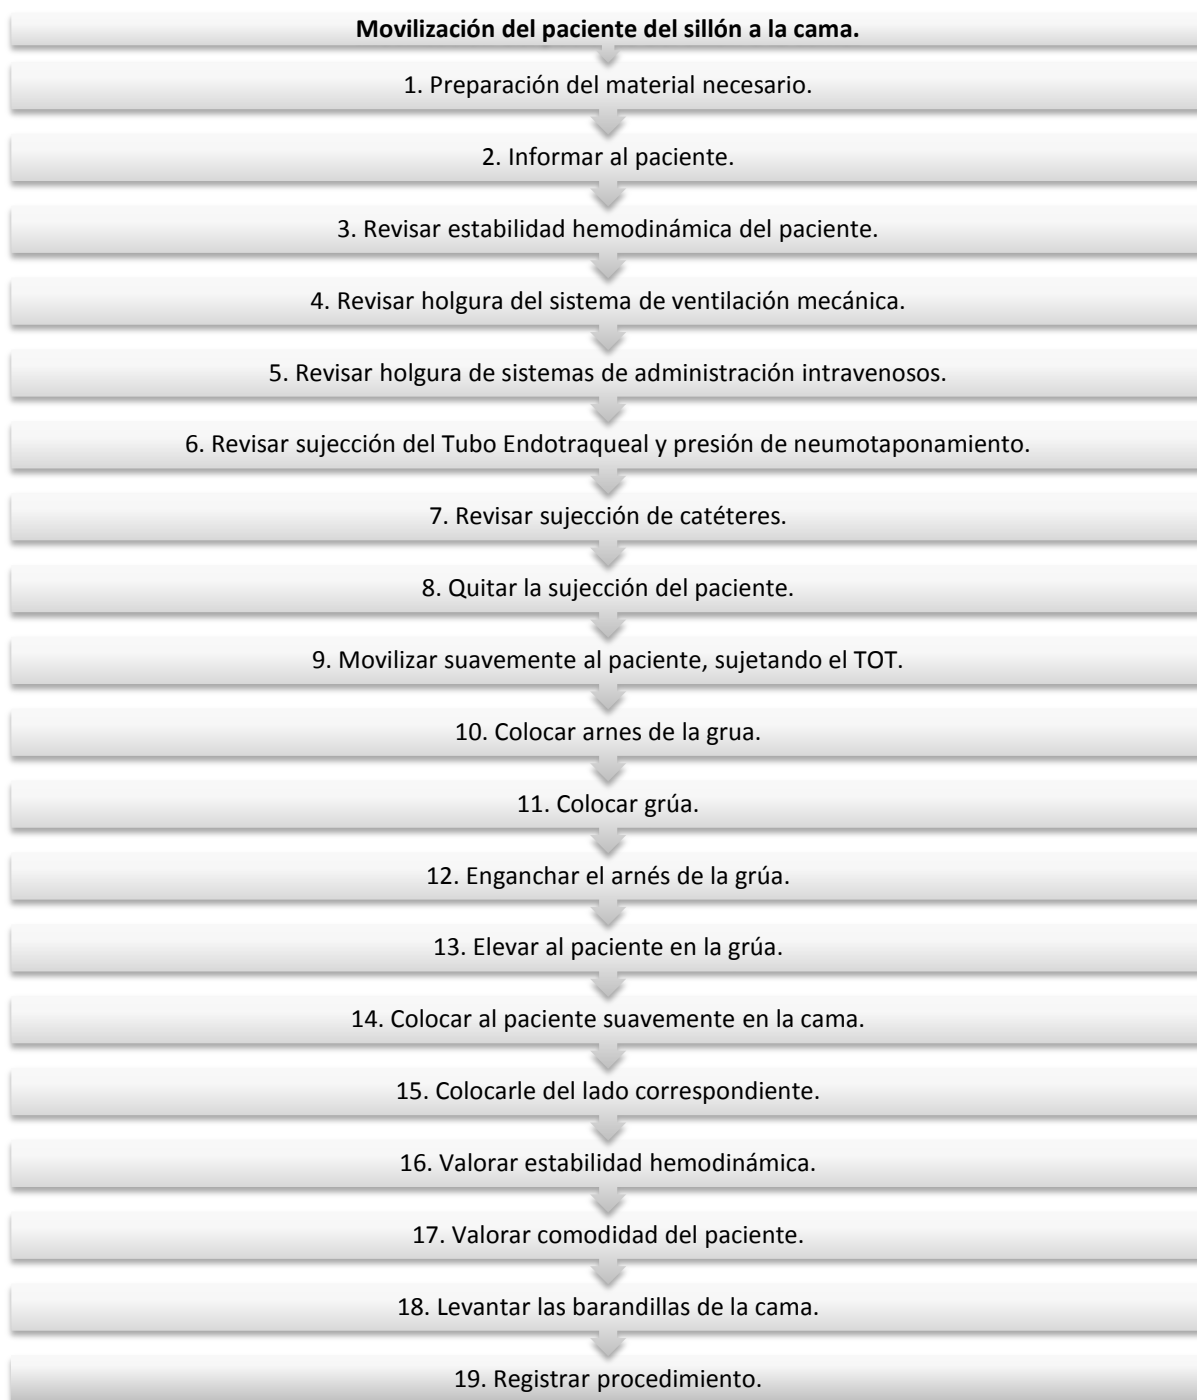 Movilización del paciente del sillón a la cama.
1. Preparación del material necesario.
2. Informar al paciente.
3. Revisar estabilidad hemodinámica del paciente.
4. Revisar holgura del sistema de ventilación mecánica.
5. Revisar holgura de sistemas de administración intravenosos.
6. Revisar sujección del Tubo Endotraqueal y presión de neumotaponamiento.
7. Revisar sujección de catéteres.
8. Quitar la sujección del paciente.
9. Movilizar suavemente al paciente, sujetando el TOT.
10. Colocar arnes de la grua.
11. Colocar grúa.
12. Enganchar el arnés de la grúa.
13. Elevar al paciente en la grúa.
14. Colocar al paciente suavemente en la cama.
15. Colocarle del lado correspondiente.
16. Valorar estabilidad hemodinámica.
17. Valorar comodidad del paciente.
18. Levantar las barandillas de la cama.
19. Registrar procedimiento.